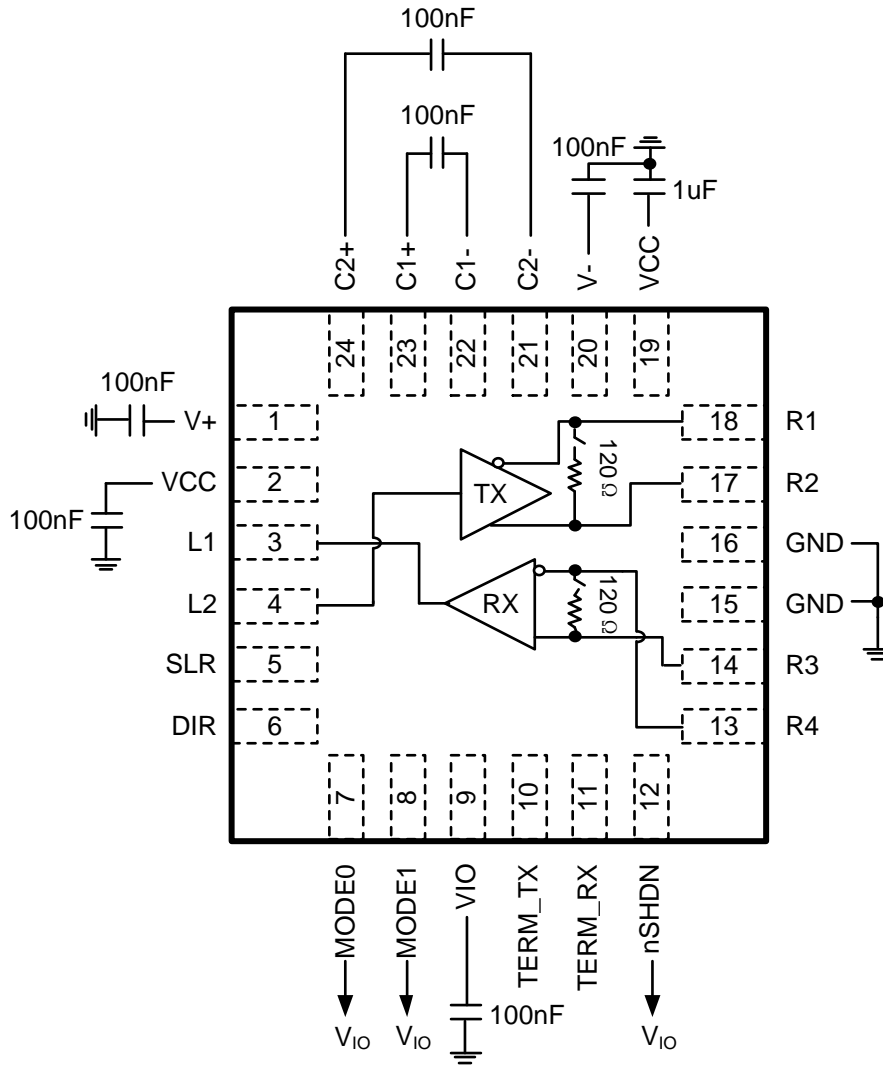 100nF
100nF
100nF
1uF
C2+
C1+
C1-
C2-
V-
VCC
24
23
22
21
20
19
100nF
V+
1
18
R1
120 Ω
TX
VCC
2
17
R2
100nF
L1
3
16
GND
RX
120 Ω
L2
4
15
GND
SLR
5
14
R3
DIR
6
13
R4
7
8
9
10
11
12
MODE0
MODE1
VIO
TERM_TX
TERM_RX
nSHDN
100nF
VIO
VIO
VIO